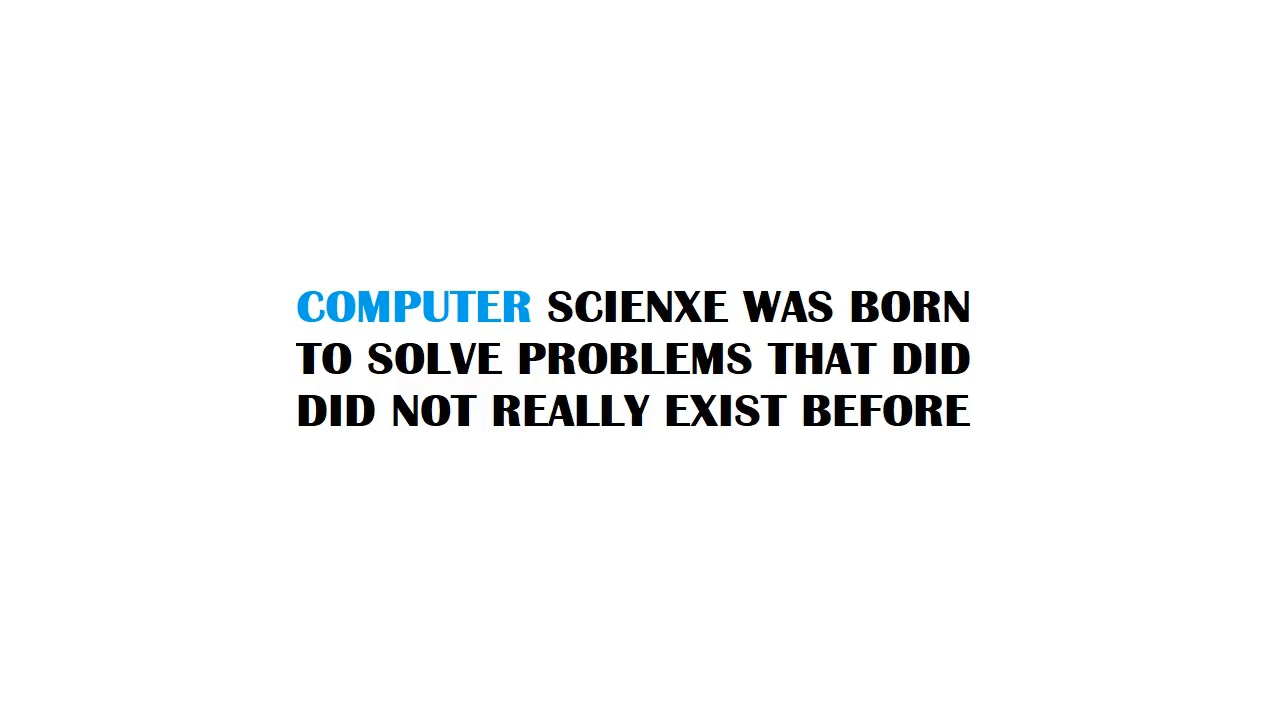 COMPUTER SCIENXE WAS BORN
TO SOLVE PROBLEMS THAT DID
DID NOT REALLY EXIST BEFORE